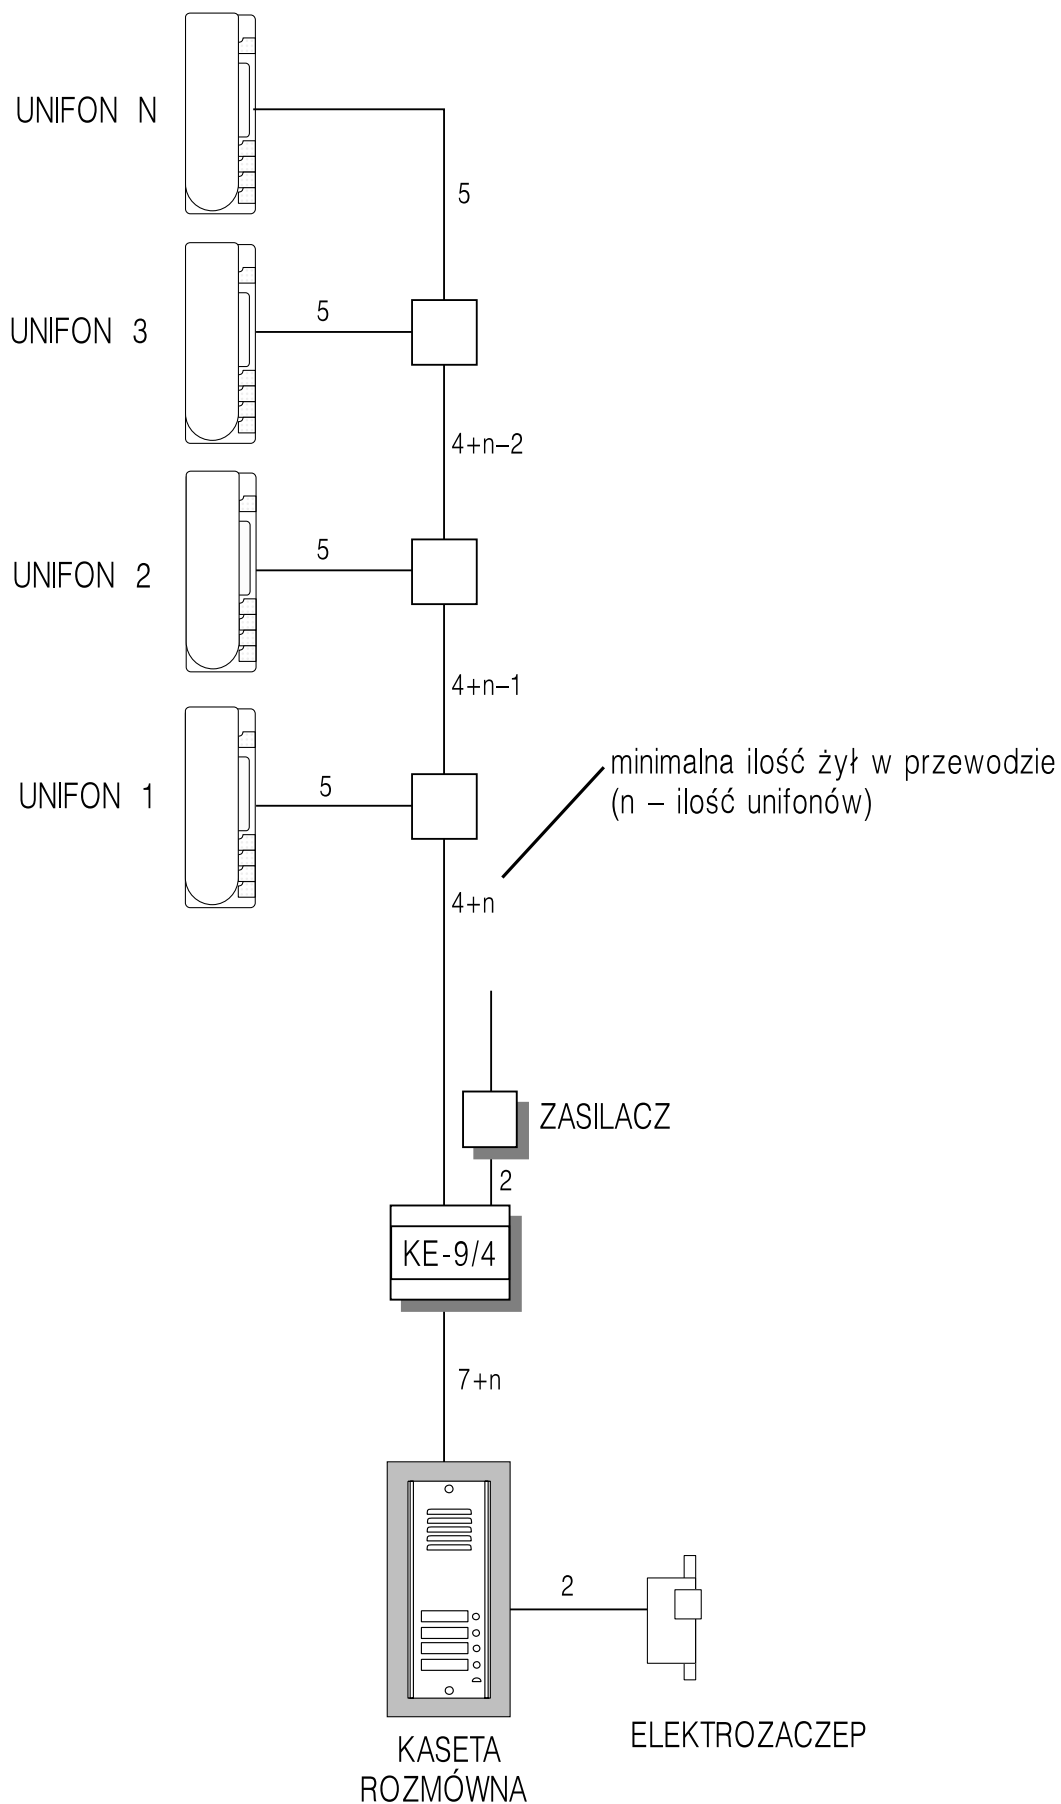 UNIFON N
5
5
UNIFON 3
4+n–2
5
UNIFON 2
4+n–1
minimalna ilość żył w przewodzie
(n – ilość unifonów)
5
UNIFON 1
4+n
ZASILACZ
2
KE-9/4
7+n
2
ELEKTROZACZEP
KASETA
ROZMÓWNA